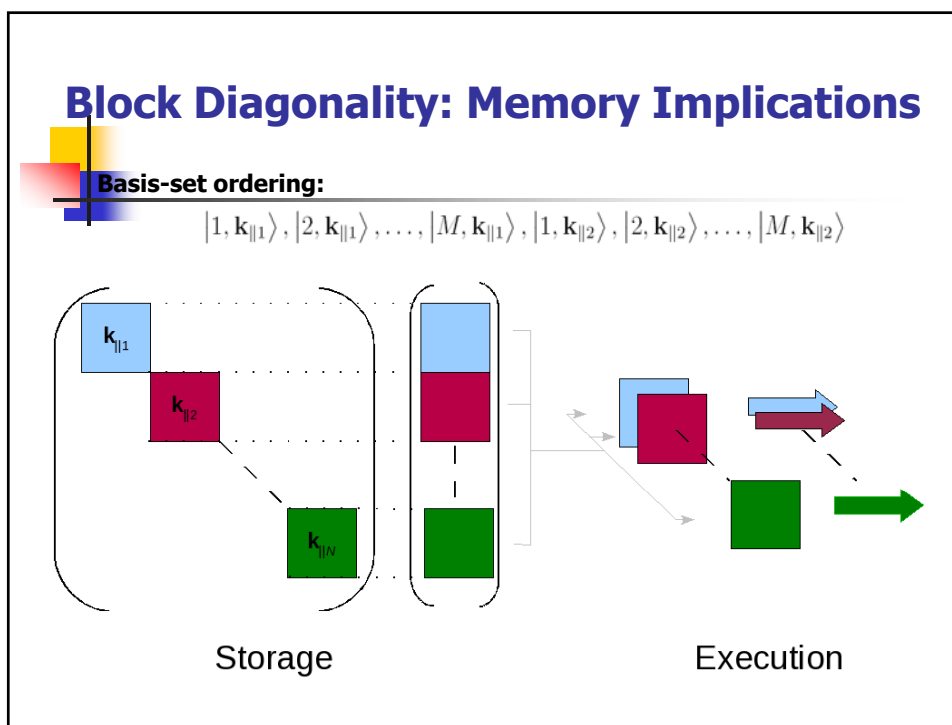 Block Diagonality: Memory Implications
Basis-set ordering:
|1, k∥1⟩, |2, k∥1⟩, ..., |M, k∥1⟩, |1, k∥2⟩, |2, k∥2⟩, ..., |M, k∥2⟩
k||1
k||2
k||N
Storage Execution